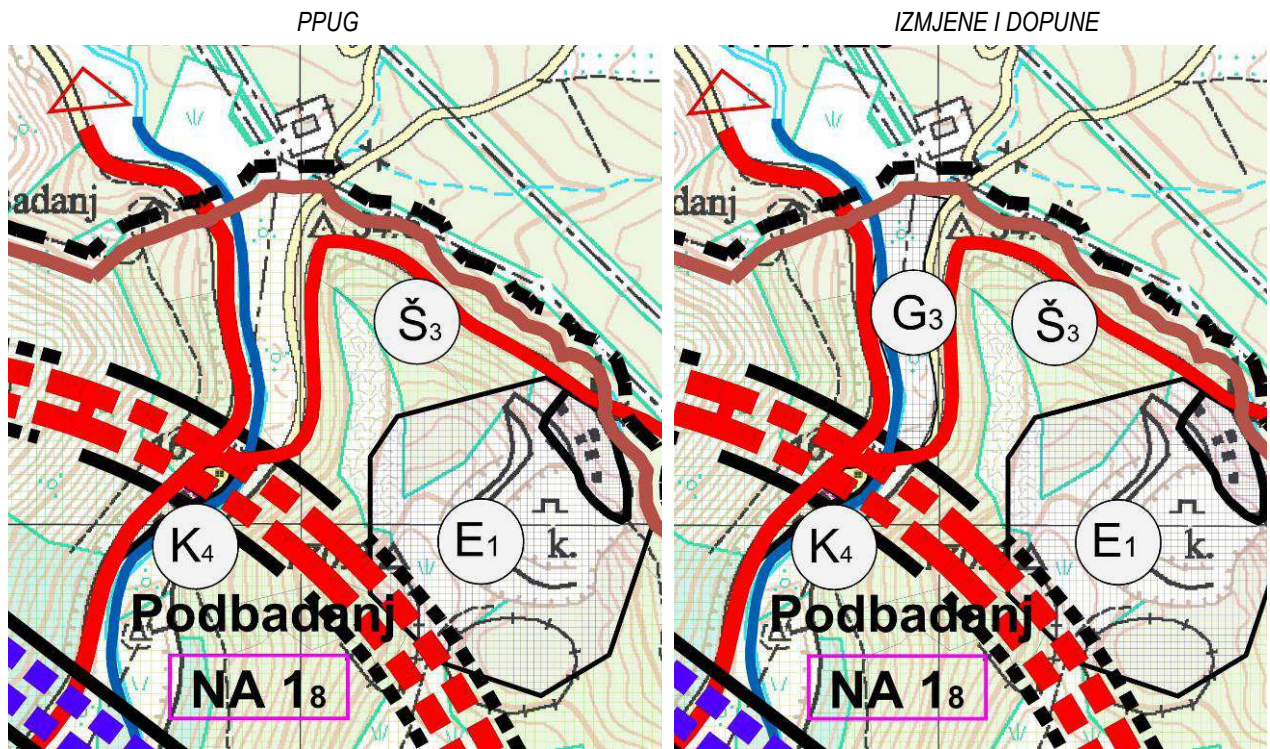 PPUG
IZMJENE I DOPUNE
adanj
Š3
K4
E1
k.
Podbadanj
NA 18
danj
G3
Š3
K4
E1
k.
Podbadanj
NA 18